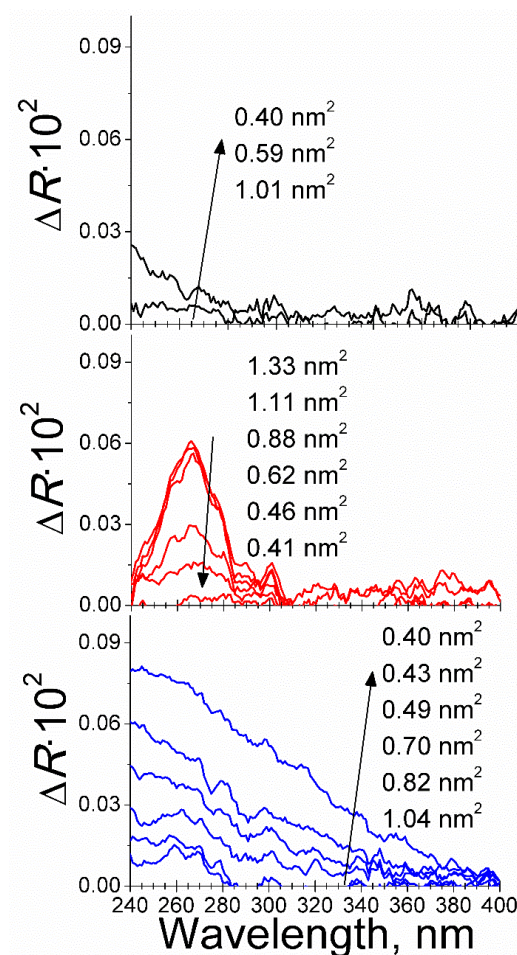 0.09
0.06
0.03
0.00
ΔR·10²
0.40 nm²
0.59 nm²
1.01 nm²
0.09
0.06
0.03
0.00
ΔR·10²
1.33 nm²
1.11 nm²
0.88 nm²
0.62 nm²
0.46 nm²
0.41 nm²
0.09
0.06
0.03
0.00
ΔR·10²
0.40 nm²
0.43 nm²
0.49 nm²
0.70 nm²
0.82 nm²
1.04 nm²
240 260 280 300 320 340 360 380 400
Wavelength, nm